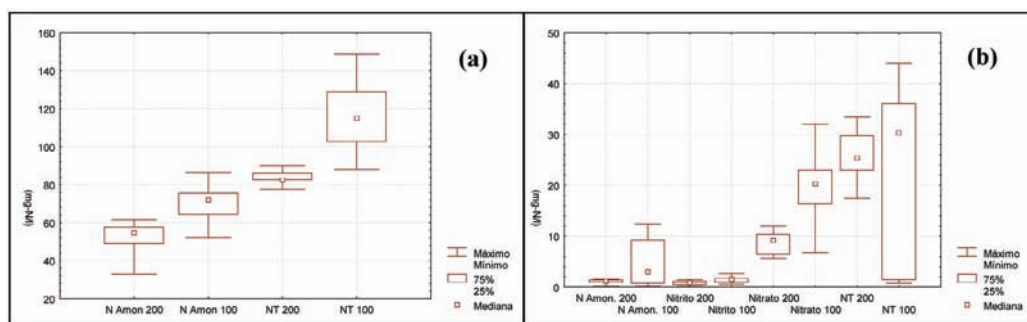 (a)
160
140
120
100
80
60
40
20
(mg-N/l)
N Amon 200
N Amon 100
NT 200
NT 100
Máximo
Mínimo
75%
25%
Mediana
(b)
50
40
30
20
10
0
(mg-N/l)
N Amon. 200
Nitrito 200
Nitrato 200
NT 200
N Amon. 100
Nitrito 100
Nitrato 100
NT 100
Máximo
Mínimo
75%
25%
Mediana